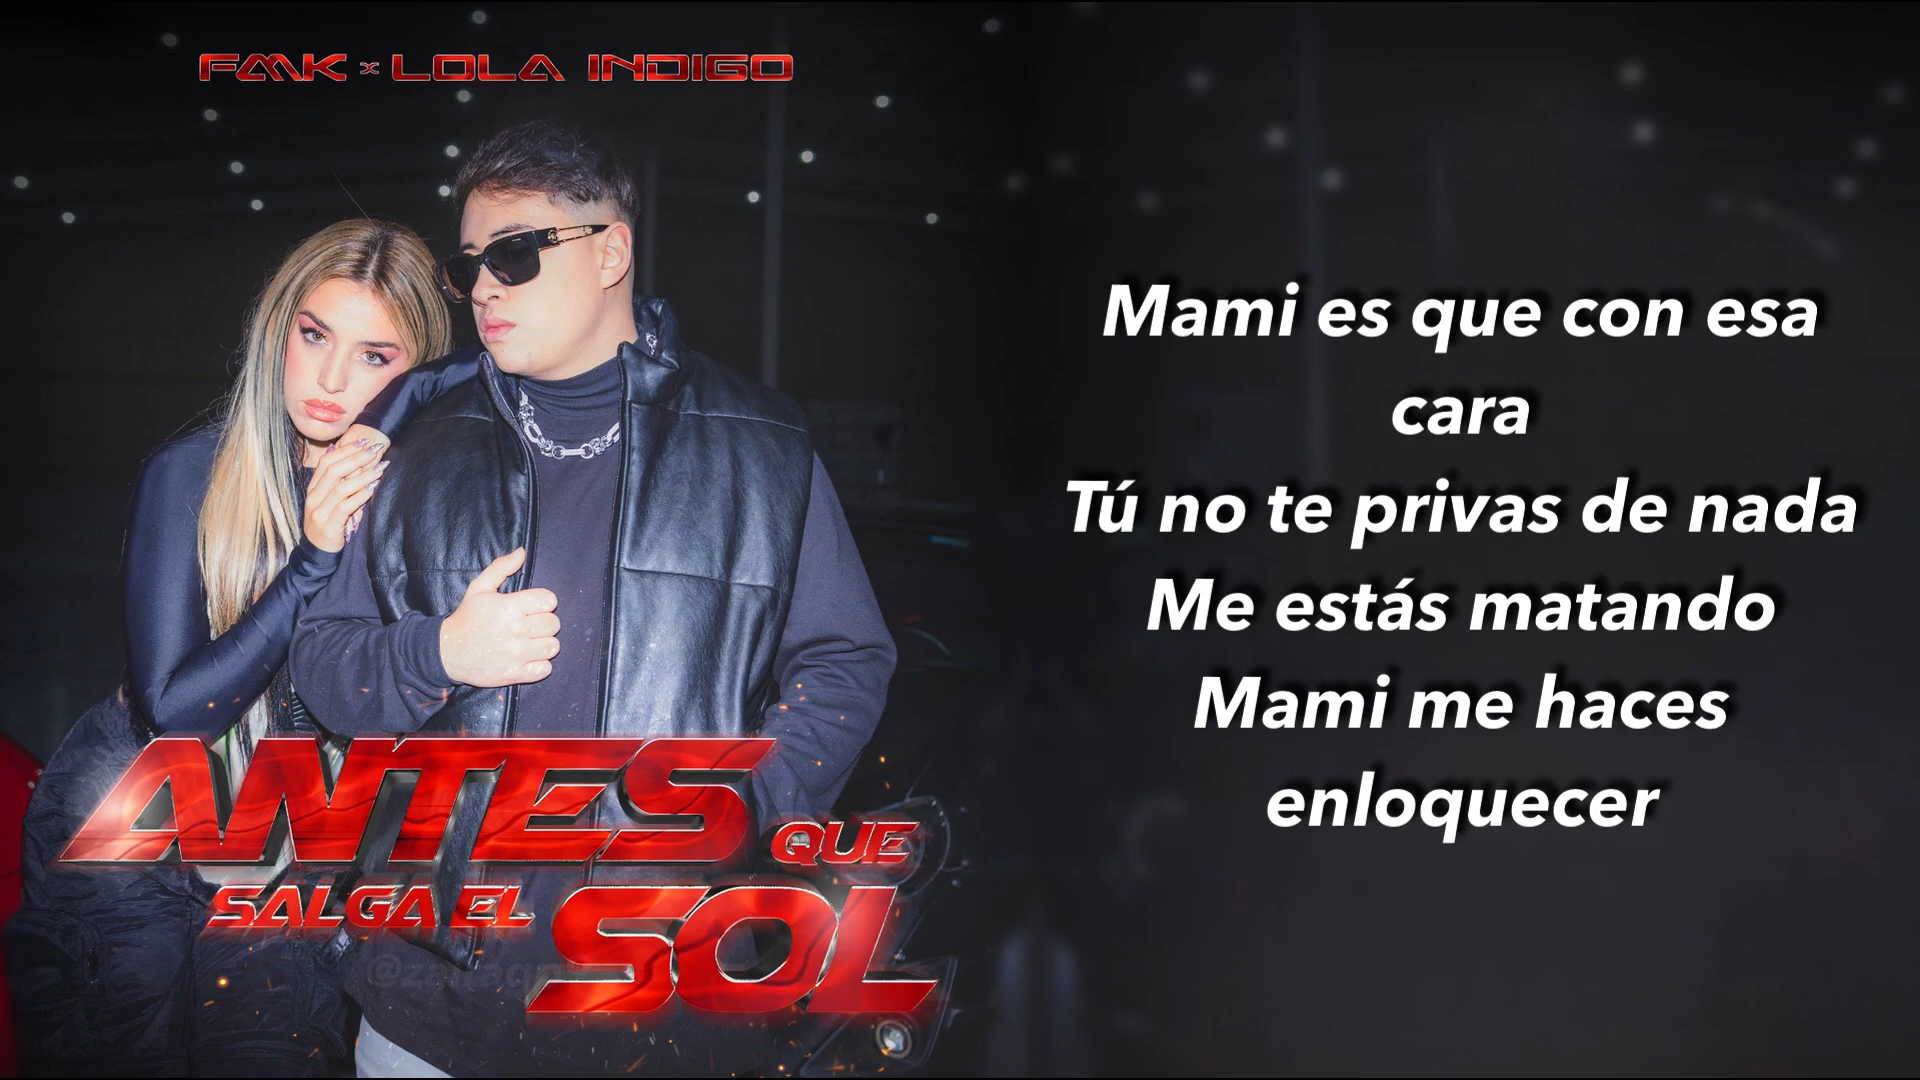 FMK x LOLA INDIGO
ANTES QUE
SALGA EL SOL
Mami es que con esa
cara
Tú no te privas de nada
Me estás matando
Mami me haces
enloquecer